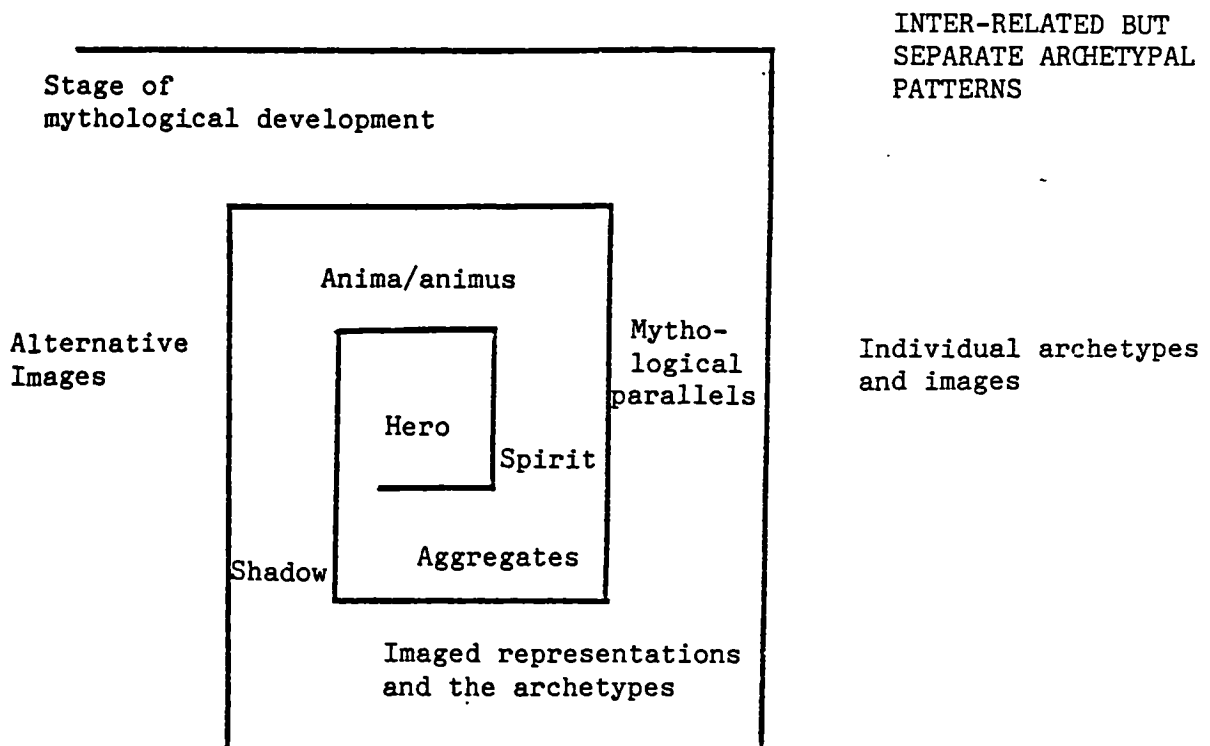 INTER-RELATED BUT
SEPARATE ARCHETYPAL
PATTERNS
Stage of
mythological development
Anima/animus
Alternative
Images
Mytho-
logical
parallels
Individual archetypes
and images
Hero
Spirit
Shadow
Aggregates
Imaged representations
and the archetypes